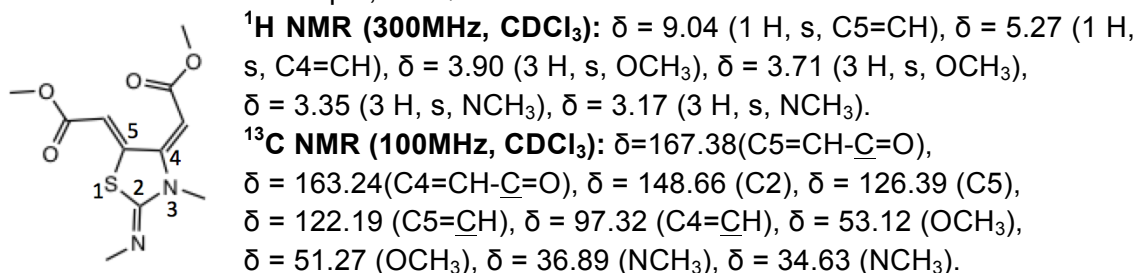 ¹H NMR (300MHz, CDCl₃): δ = 9.04 (1 H, s, C5=CH), δ = 5.27 (1 H,
s, C4=CH), δ = 3.90 (3 H, s, OCH₃), δ = 3.71 (3 H, s, OCH₃),
δ = 3.35 (3 H, s, NCH₃), δ = 3.17 (3 H, s, NCH₃).
¹³C NMR (100MHz, CDCl₃): δ=167.38(C5=CH-C=O),
δ = 163.24(C4=CH-C=O), δ = 148.66 (C2), δ = 126.39 (C5),
δ = 122.19 (C5=CH), δ = 97.32 (C4=CH), δ = 53.12 (OCH₃),
δ = 51.27 (OCH₃), δ = 36.89 (NCH₃), δ = 34.63 (NCH₃).
O
O
O
O
5
4
S
1
2
N
3
N